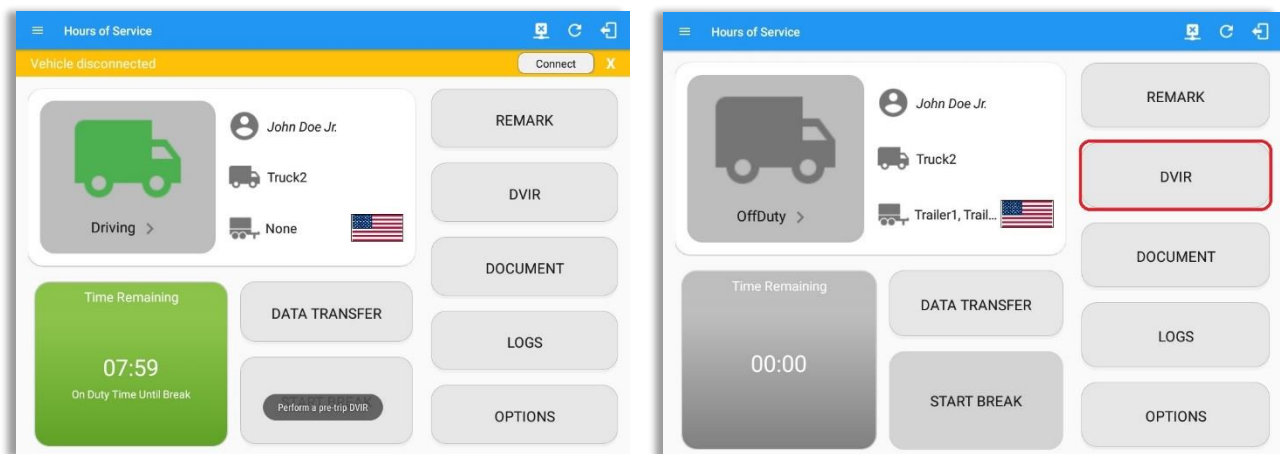 Hours of Service
Vehicle disconnected
Connect
X
John Doe Jr.
Truck2
None
Driving >
REMARK
DVIR
DOCUMENT
LOGS
OPTIONS
Time Remaining
07:59
On Duty Time Until Break
DATA TRANSFER
START BREAK
Perform a pre-trip DVIR
Hours of Service
John Doe Jr.
Truck2
Trailer1, Trail...
OffDuty >
REMARK
DVIR
DOCUMENT
LOGS
OPTIONS
Time Remaining
00:00
DATA TRANSFER
START BREAK